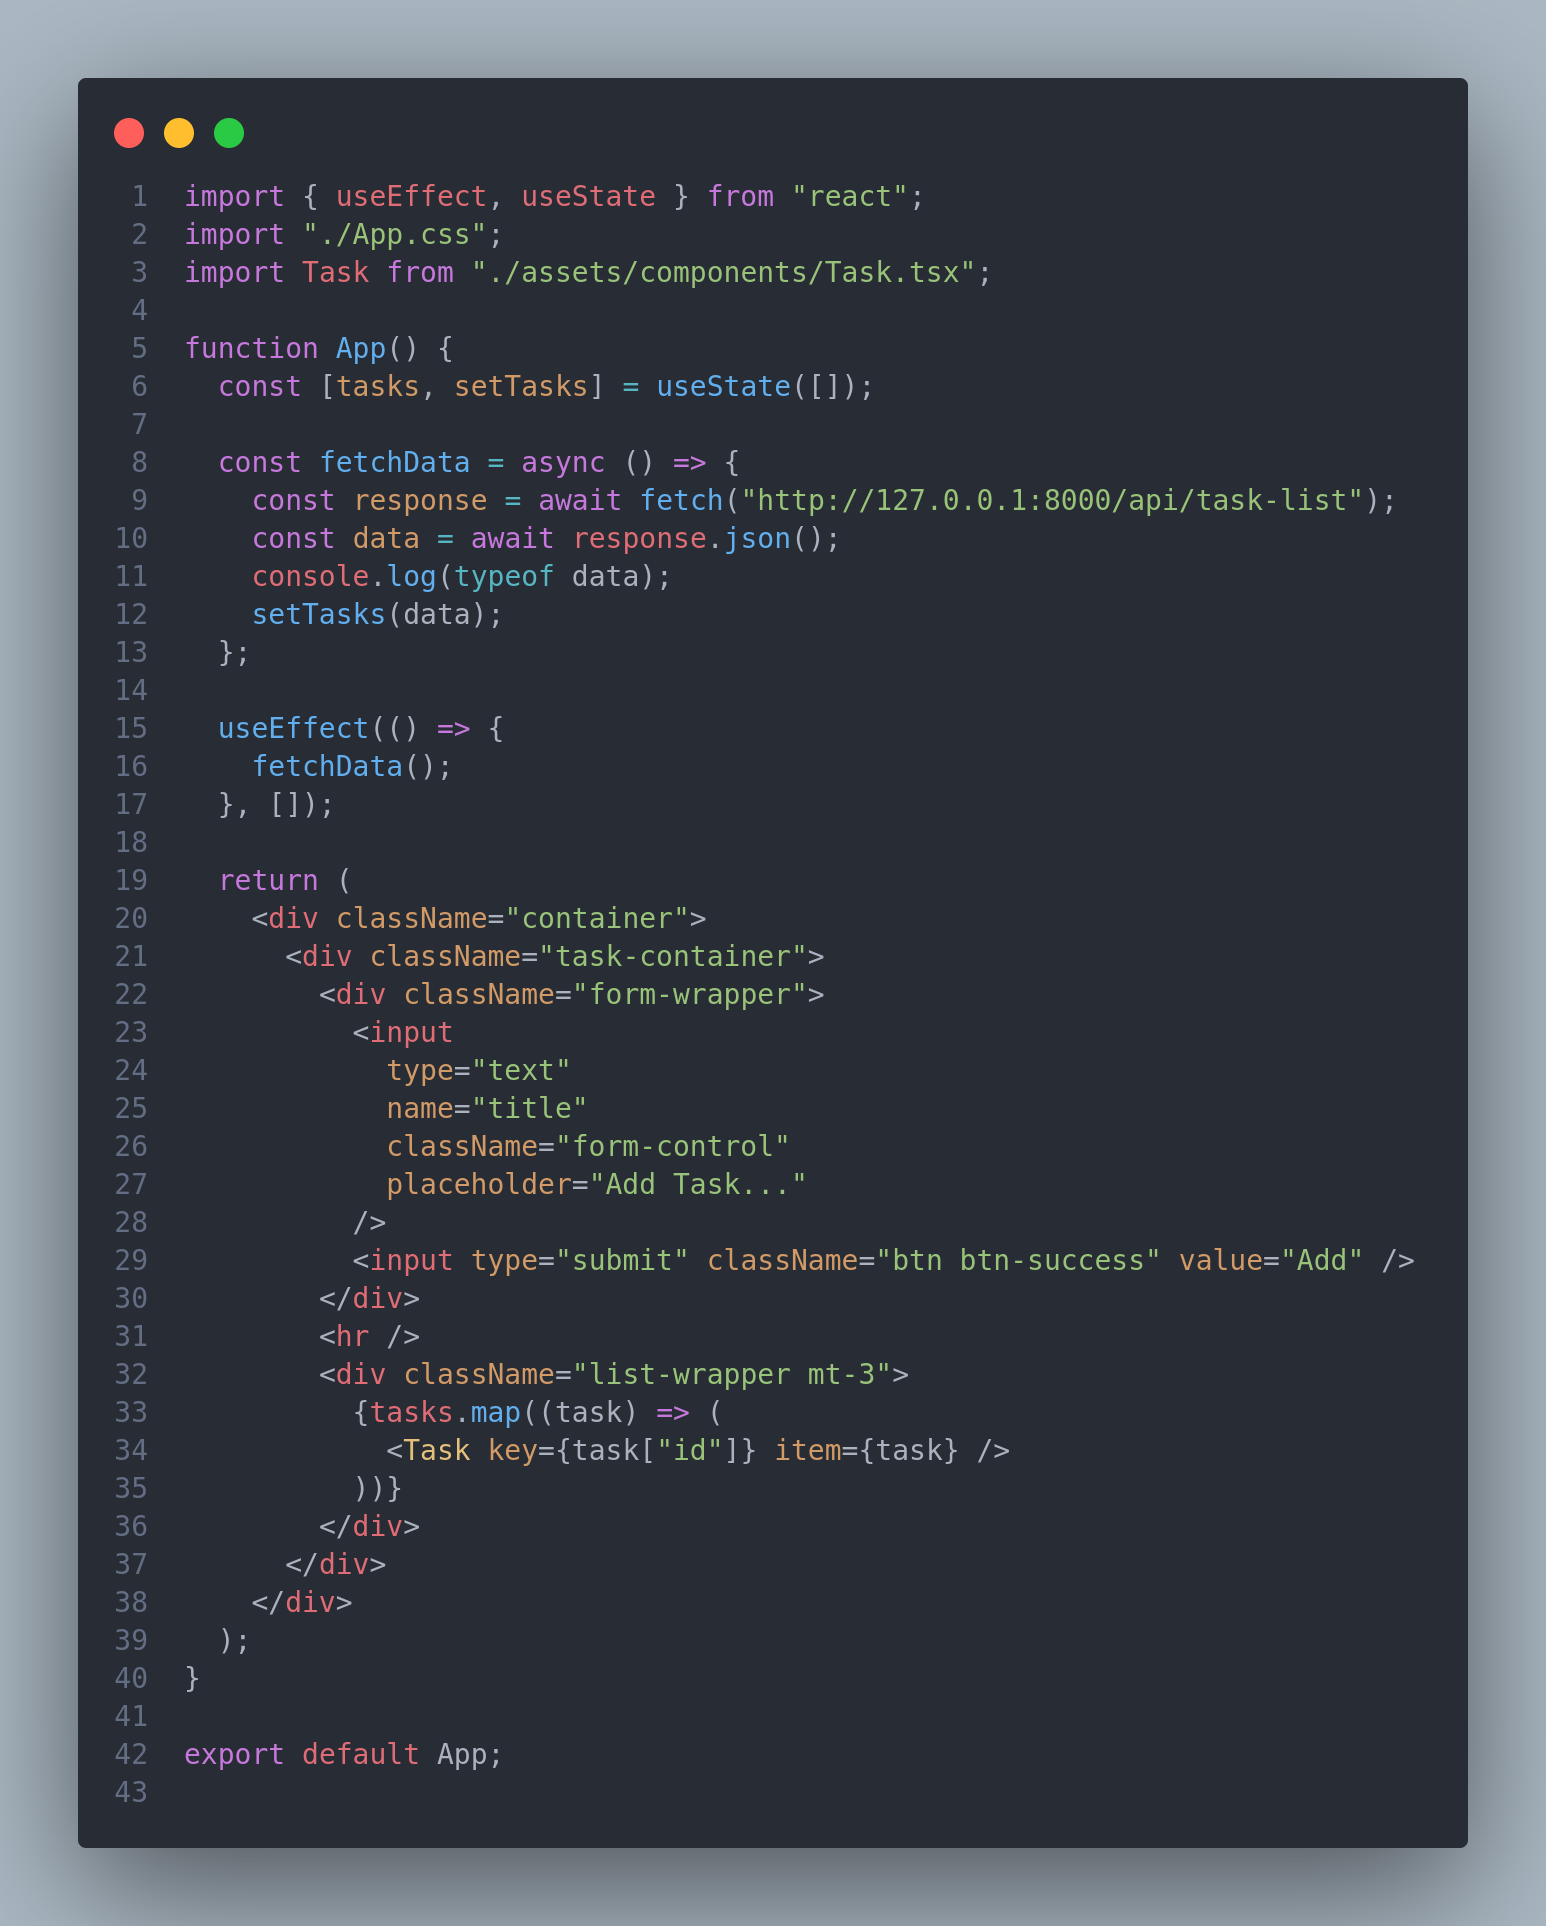 1 import { useEffect, useState } from "react";
2 import "./App.css";
3 import Task from "./assets/components/Task.tsx";
4
5 function App() {
6   const [tasks, setTasks] = useState([]);
7
8   const fetchData = async () => {
9     const response = await fetch("http://127.0.0.1:8000/api/task-list");
10     const data = await response.json();
11     console.log(typeof data);
12     setTasks(data);
13   };
14
15   useEffect(() => {
16     fetchData();
17   }, []);
18
19   return (
20     <div className="container">
21       <div className="task-container">
22         <div className="form-wrapper">
23           <input
24             type="text"
25             name="title"
26             className="form-control"
27             placeholder="Add Task..."
28           />
29           <input type="submit" className="btn btn-success" value="Add" />
30         </div>
31         <hr />
32         <div className="list-wrapper mt-3">
33           {tasks.map((task) => (
34             <Task key={task["id"]} item={task} />
35           ))}
36         </div>
37       </div>
38     </div>
39   );
40 }
41
42 export default App;
43